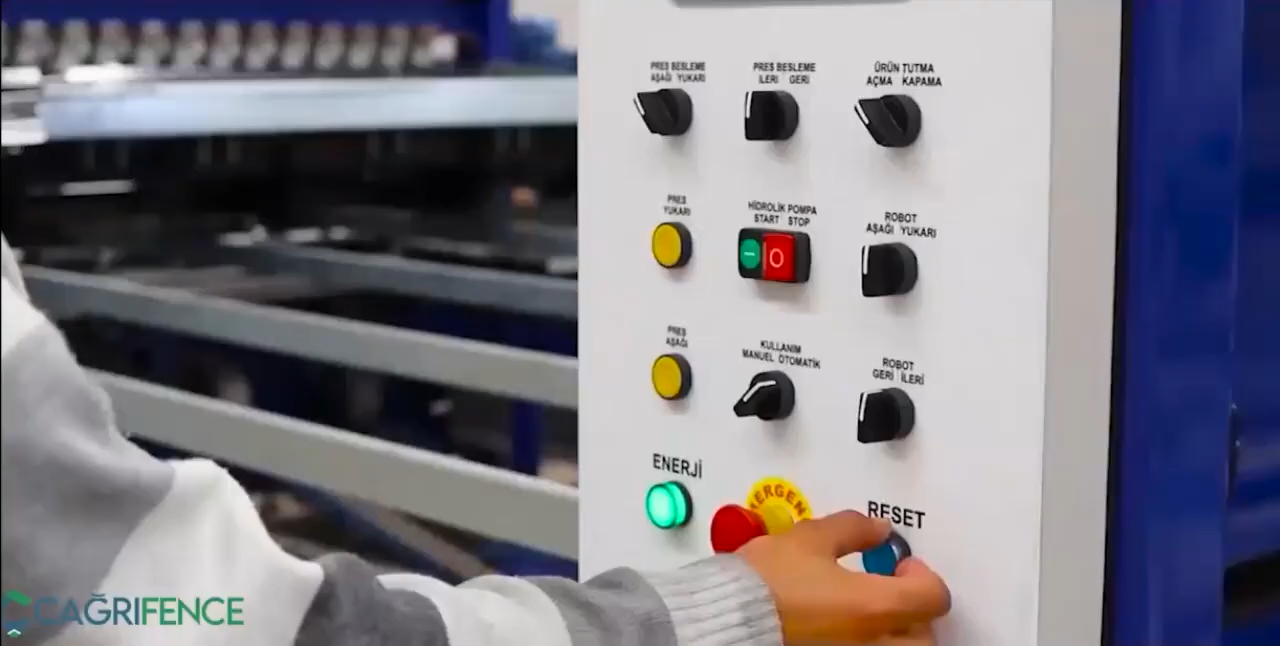 PRES BESLEME
AŞAĞI YUKARI
PRES BESLEME
İLERİ GERİ
ÜRÜN TUTMA
AÇMA KAPAMA
PRES
YUKARI
HİDROLİK POMPA
START STOP
ROBOT
AŞAĞI YUKARI
PRES
AŞAĞI
KULLANIM
MANUEL OTOMATİK
ROBOT
GERİ İLERİ
ENERJİ
RESET
ÇAĞRIFENCE